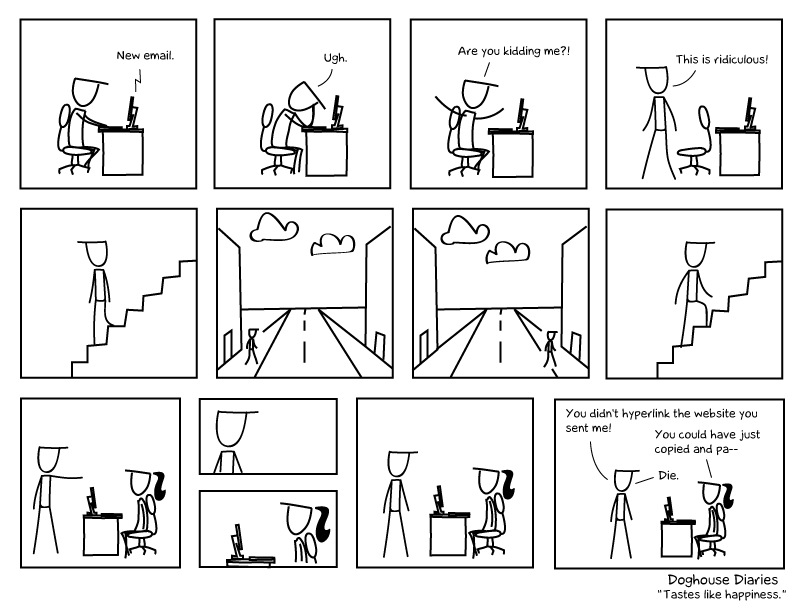 New email.
Ugh.
Are you kidding me?!
This is ridiculous!
You didn't hyperlink the website you
sent me!
You could have just
copied and pa--
Die.
Doghouse Diaries
"Tastes like happiness."